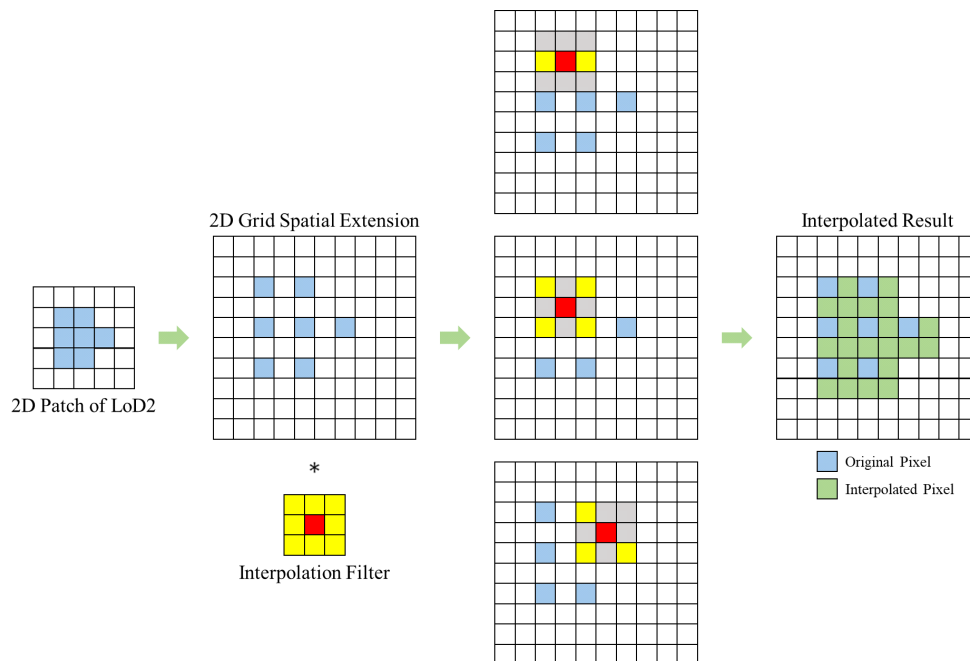 2D Grid Spatial Extension
Interpolated Result
2D Patch of LoD2
*
Interpolation Filter
Original Pixel
Interpolated Pixel